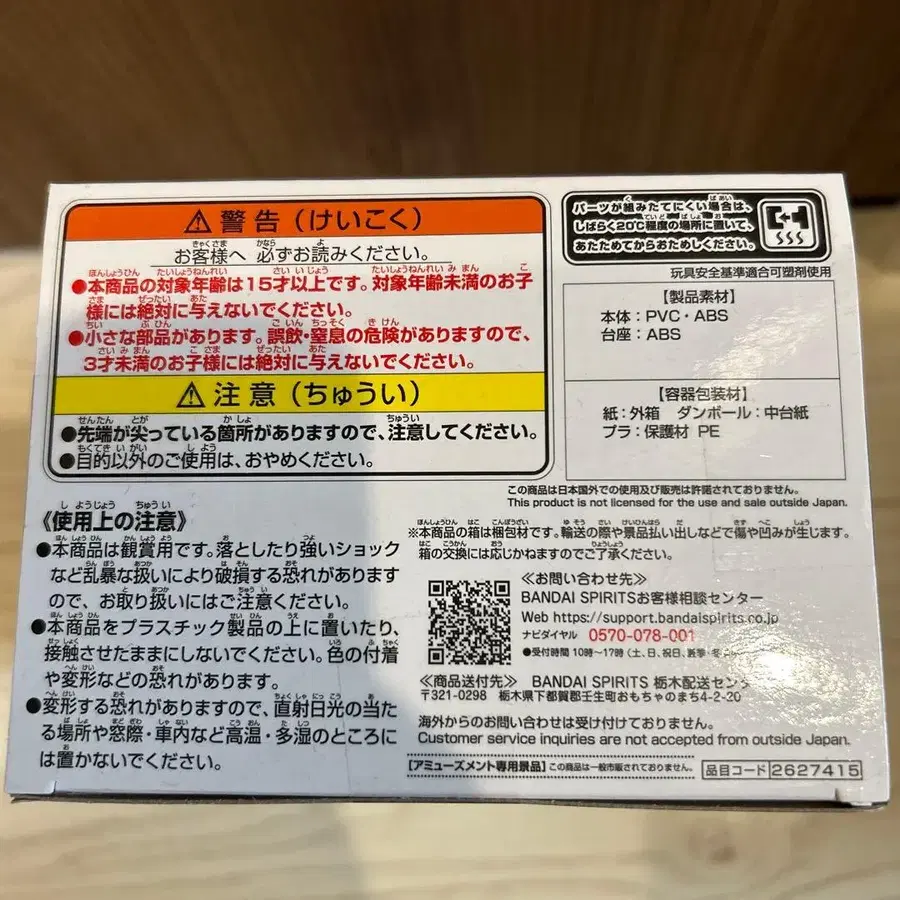 ⚠警告（けいこく）
お客様へ 必ずお読みください。
●本商品の対象年齢は15才以上です。対象年齢未満のお子
様には絶対に与えないでください。
●小さな部品があります。誤飲・窒息の危険がありますので、
3才未満のお子様には絶対に与えないでください。
⚠注意（ちゅうい）
●先端が尖っている箇所がありますので、注意してください。
●目的以外のご使用は、おやめください。
《使用上の注意》
●本商品は観賞用です。落としたり強いショック
など乱暴な扱いにより破損する恐れがあります
ので、お取り扱いにはご注意ください。
●本商品をプラスチック製品の上に置いたり、
接触させたままにしないでください。色の付着
や変形などの恐れがあります。
●変形する恐れがありますので、直射日光の当た
る場所や窓際・車内など高温・多湿のところに
は置かないでください。
パーツが組みたてにくい場合は、
しばらく20℃程度の場所に置いて、
あたためてからおためしください。
玩具安全基準適合可塑剤使用
【製品素材】
本体：PVC・ABS
台座：ABS
【容器包装材】
紙：外箱 ダンボール：中台紙
プラ：保護材 PE
この商品は日本国外での使用及び販売は許諾されておりません。
This product is not licensed for the use and sale outside Japan.
※本商品の箱は梱包材です。輸送の際や景品払い出しなどで傷や凹みが生じます。
箱の交換には応じかねますのでご了承ください。
≪お問い合わせ先≫
BANDAI SPIRITSお客様相談センター
Web https://support.bandaispirits.co.jp
ナビダイヤル 0570-078-001
●受付時間 10時〜17時（土、日、祝日、夏季・冬
≪商品送付先≫ BANDAI SPIRITS 栃木配送セン
〒321-0298 栃木県下都賀郡壬生町おもちゃのまち4-2-20
海外からのお問い合わせは受け付けておりません。
Customer service inquiries are not accepted from outside Japan.
【アミューズメント専用景品】この商品は一般市販されておりません。
品目コード 2627415